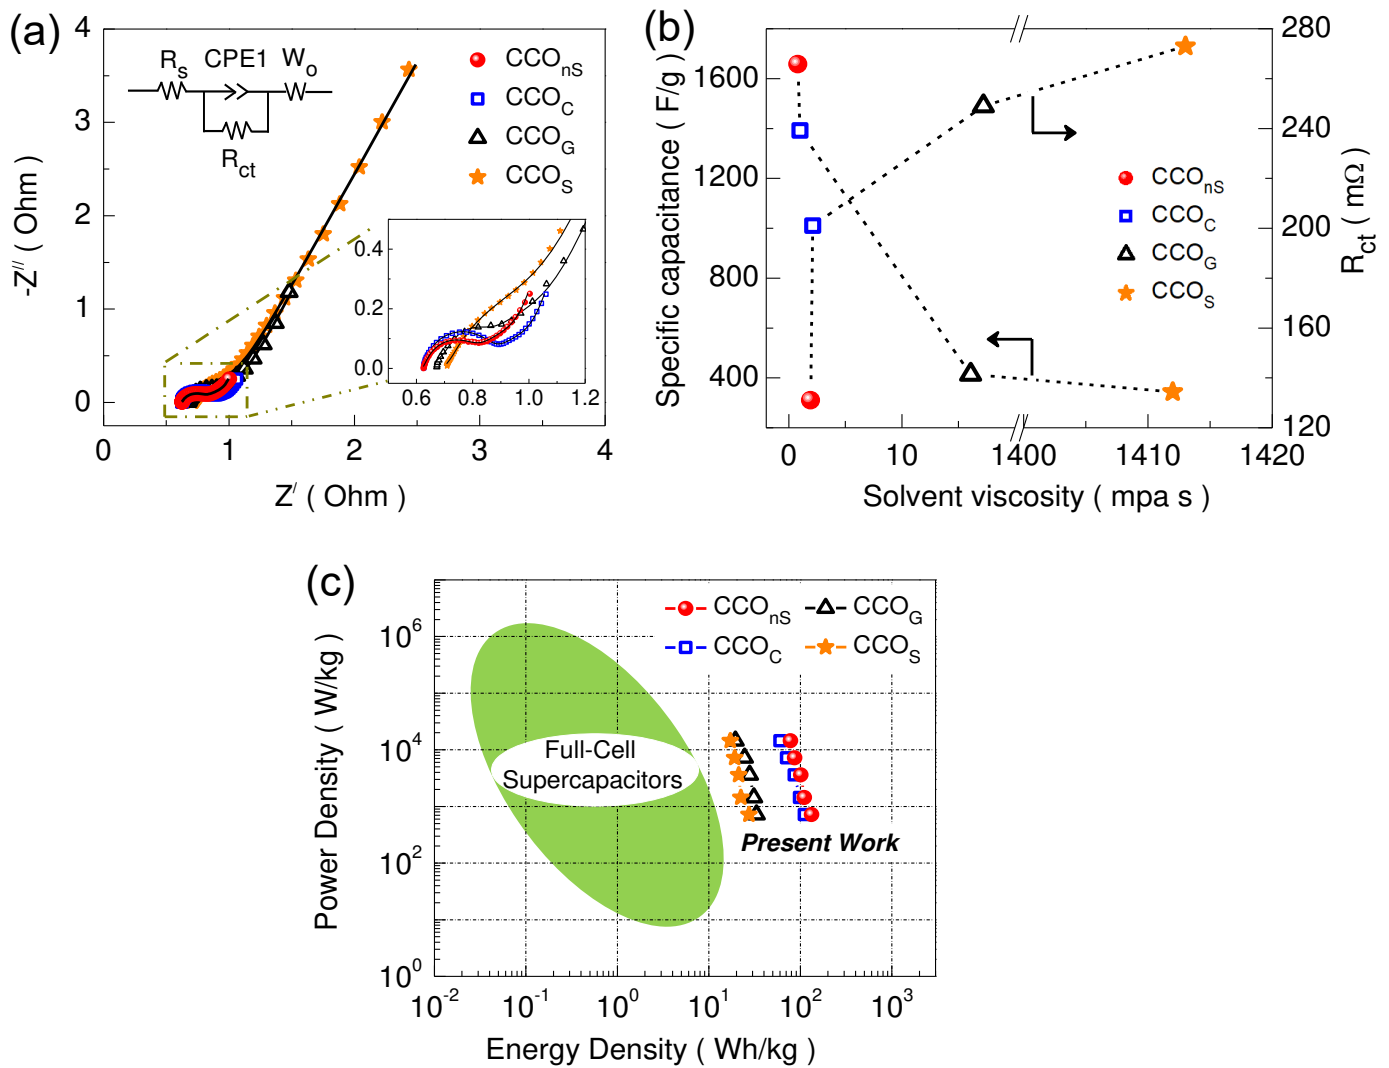 (a)
-Z// ( Ohm )
4
3
2
1
0
0
1
2
3
4
Z/ ( Ohm )
Rs
CPE1
Wo
Rct
CCOnS
CCOC
CCOG
CCOS
0.4
0.2
0.0
0.6
0.8
1.0
1.2
(b)
Specific capacitance ( F/g )
1600
1200
800
400
0
10
1400
1410
1420
Solvent viscosity ( mpa s )
280
240
200
160
120
Rct ( mΩ )
CCOnS
CCOC
CCOG
CCOS
(c)
Power Density ( W/kg )
10^6
10^4
10^2
10^0
10^-2
10^-1
10^0
10^1
10^2
10^3
Energy Density ( Wh/kg )
CCOnS
CCOG
CCOC
CCOS
Full-Cell
Supercapacitors
Present Work